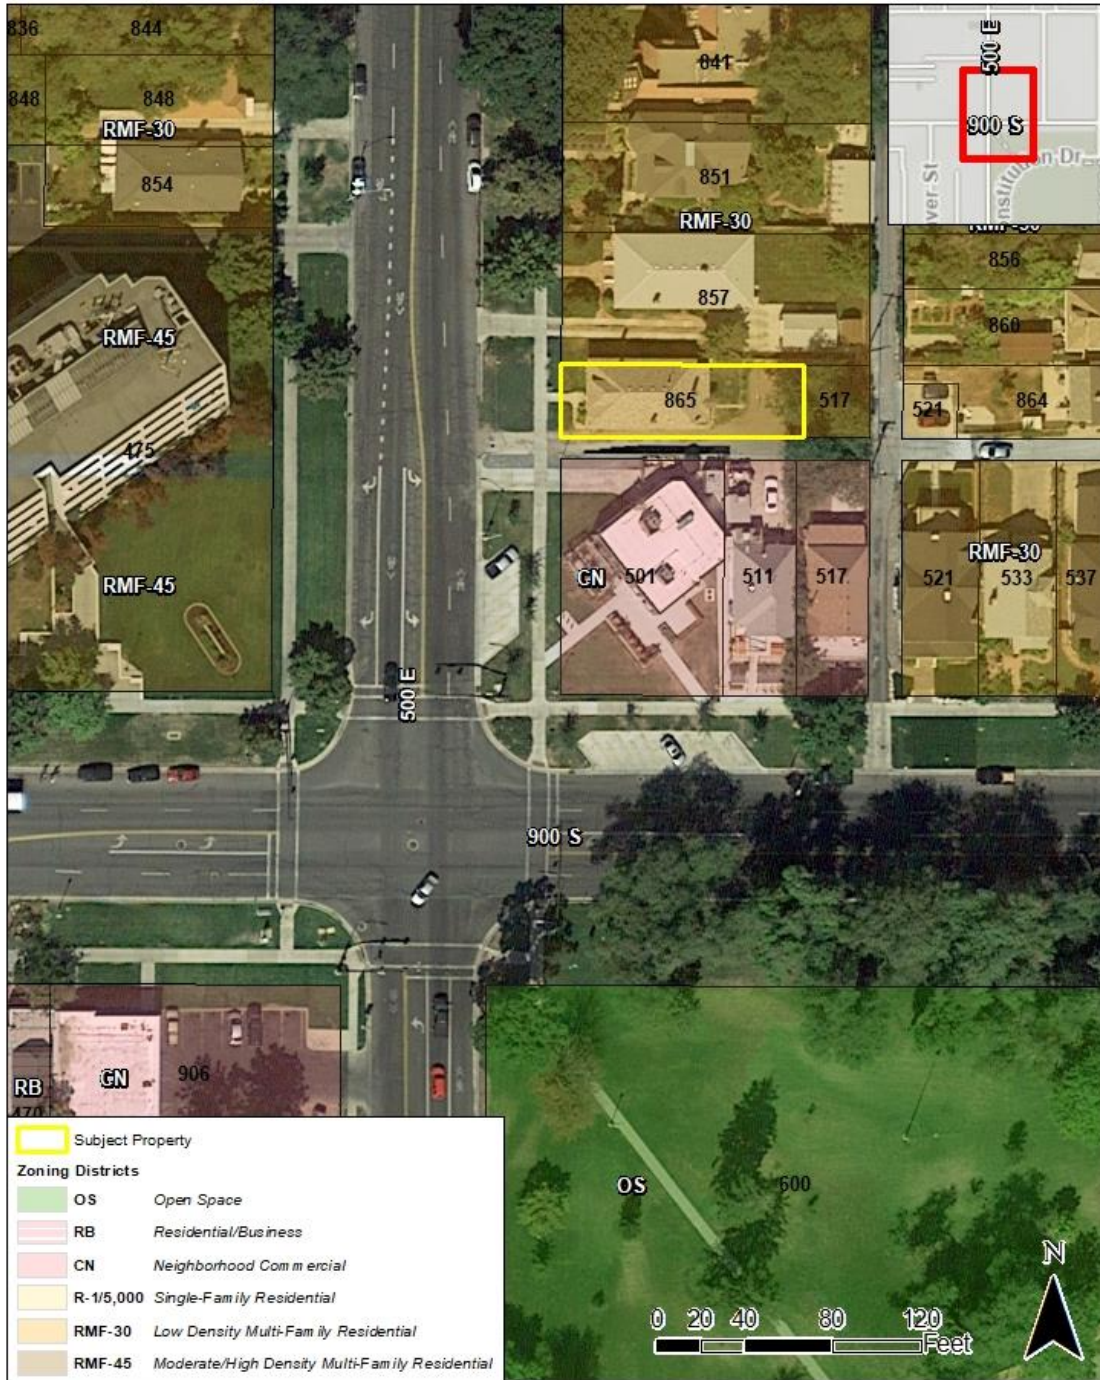 836
844
841
500 E
848
848
RMF-30
900 S
854
851
Constitution Dr
RMF-30
856
857
RMF-45
860
865
517
521
864
475
RMF-30
CN
501
511
517
521
533
537
RMF-45
500 E
900 S
906
CN
RB
OS
600
Subject Property
Zoning Districts
OS Open Space
RB Residential/Business
CN Neighborhood Commercial
R-1/5,000 Single-Family Residential
RMF-30 Low Density Multi-Family Residential
RMF-45 Moderate/High Density Multi-Family Residential
N
0 20 40 80 120
Feet